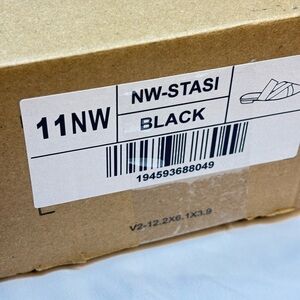 11NW
NW-STASI
BLACK
194593688049
V2-12.2X6.1X3.9